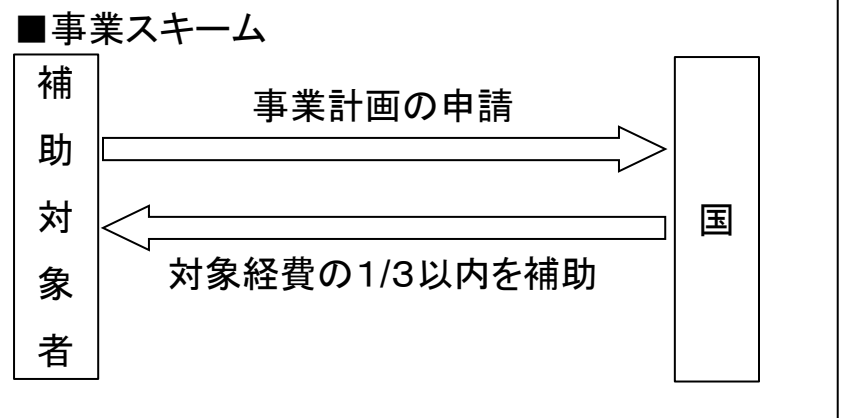 ■事業スキーム
補助対象者
事業計画の申請
国
対象経費の1/3以内を補助